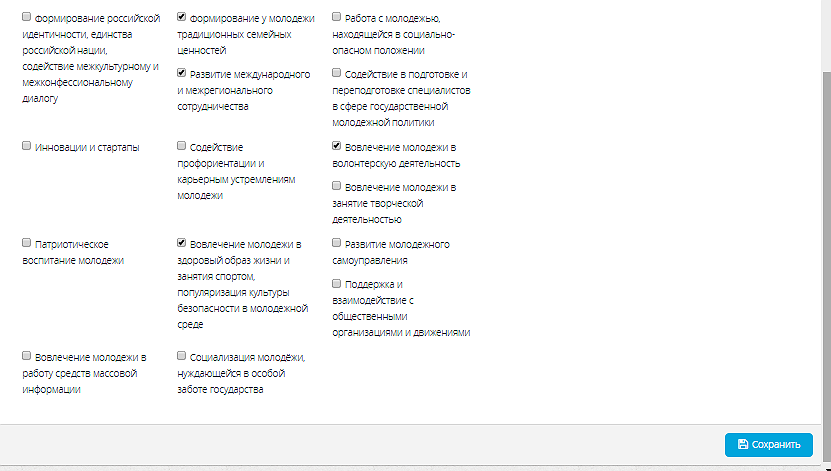 формирование российской
идентичности, единства
российской нации,
содействие межкультурному и
межконфессиональному
диалогу
Формирование у молодежи
традиционных семейных
ценностей
Развитие международного
и межрегионального
сотрудничества
Работа с молодежью,
находящейся в социально-
опасном положении
Содействие в подготовке и
переподготовке специалистов
в сфере государственной
молодежной политики
Инновации и стартапы
Содействие
профориентации и
карьерным устремлениям
молодежи
Вовлечение молодежи в
волонтерскую деятельность
Вовлечение молодежи в
занятие творческой
деятельностью
Патриотическое
воспитание молодежи
Вовлечение молодежи в
здоровый образ жизни и
занятия спортом,
популяризация культуры
безопасности в молодежной
среде
Развитие молодежного
самоуправления
Поддержка и
взаимодействие с
общественными
организациями и движениями
Вовлечение молодежи в
работу средств массовой
информации
Социализация молодёжи,
нуждающейся в особой
заботе государства
Сохранить